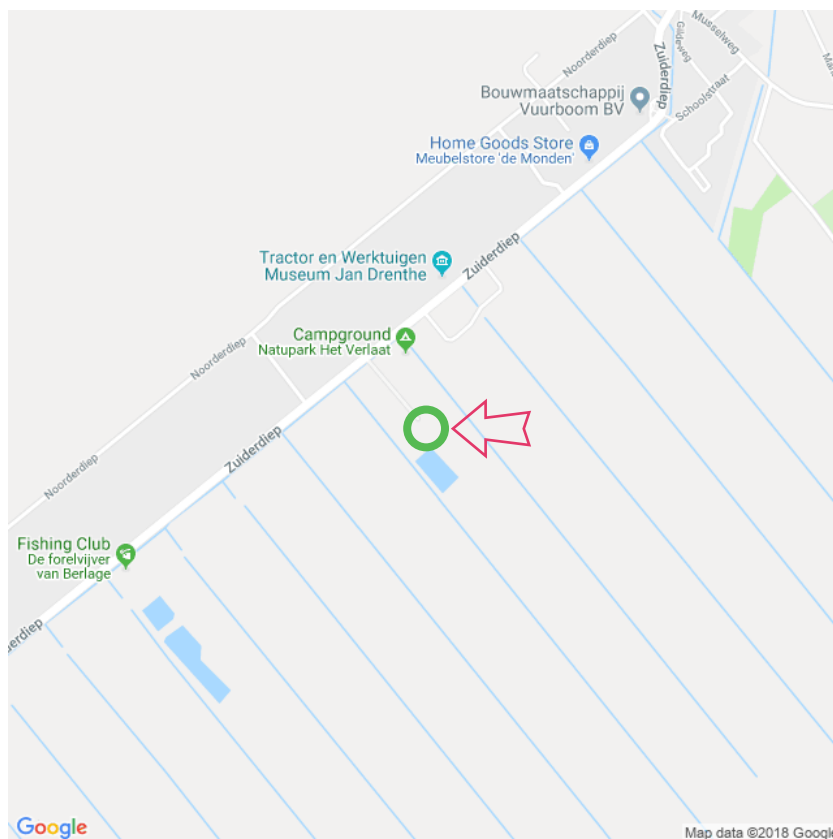 Noorderdiep
Zuiderdiep
Gildeweg
Musselweg
Schoolstraat
Bouwmaatschappij
Vuurboom BV
Home Goods Store
Meubelstore 'de Monden'
Zuiderdiep
Tractor en Werktuigen
Museum Jan Drenthe
Campground
Natupark Het Verlaat
Noorderdiep
Zuiderdiep
Noorderdiep
Fishing Club
De forelvijver
van Berlage
Google
Map data ©2018 Google